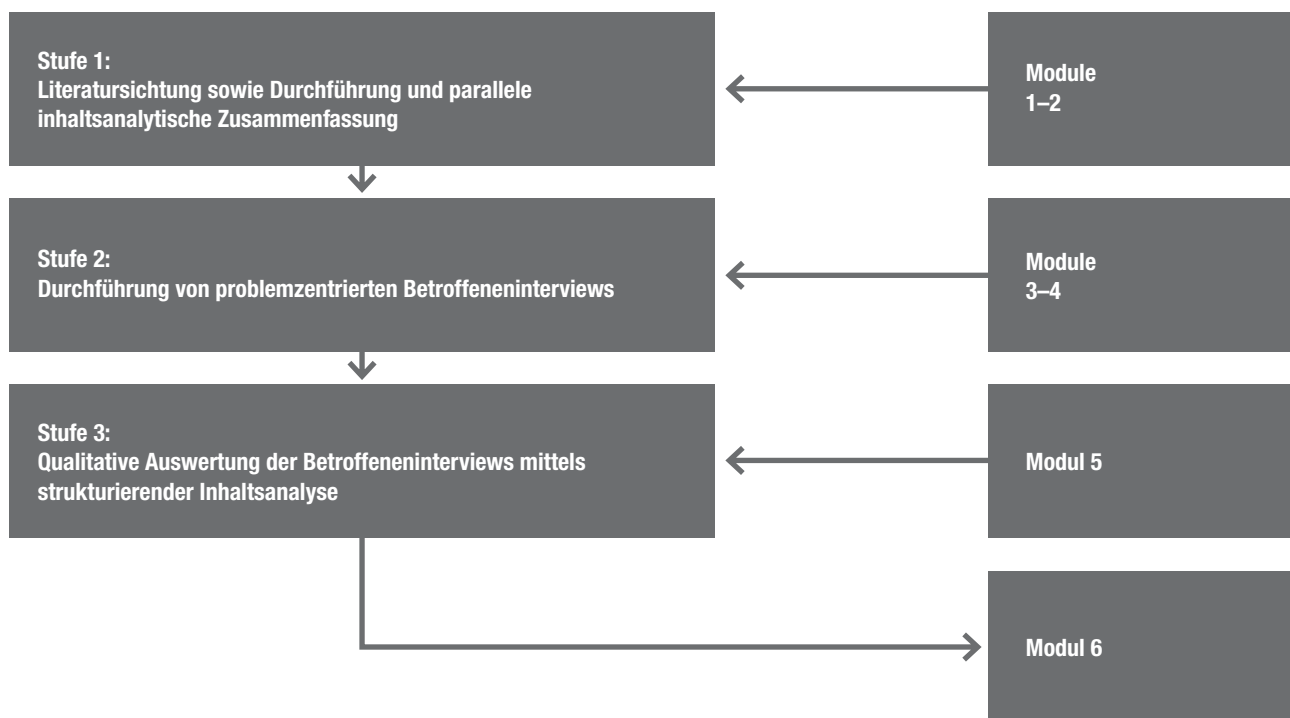 Stufe 1:
Literatursichtung sowie Durchführung und parallele
inhaltsanalytische Zusammenfassung
Module
1–2
Stufe 2:
Durchführung von problemzentrierten Betroffeneninterviews
Module
3–4
Stufe 3:
Qualitative Auswertung der Betroffeneninterviews mittels
strukturierender Inhaltsanalyse
Modul 5
Modul 6